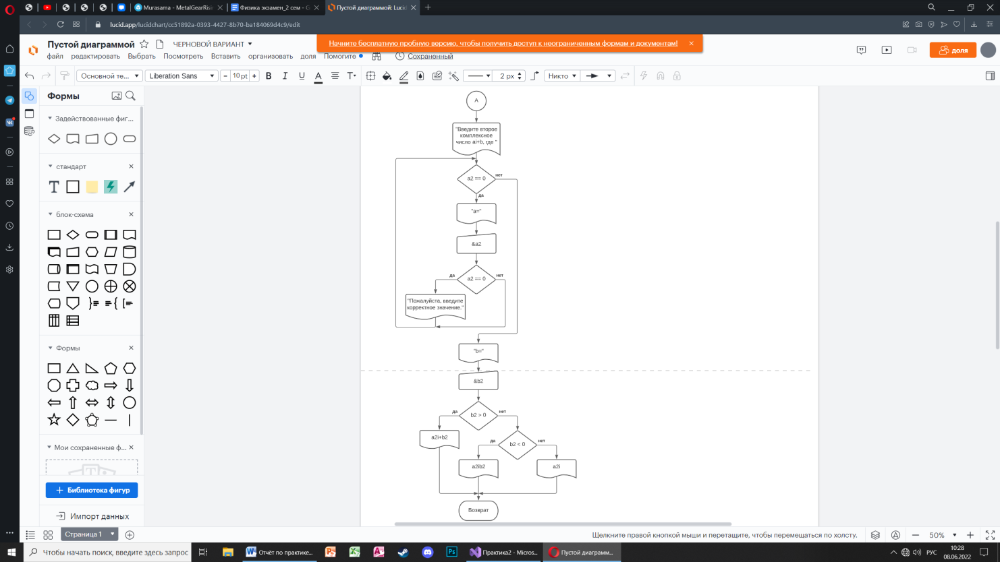 Murasama - MetalGearRis
Физика экзамен_2 сем - G
Пустой диаграммой: Lucid
lucid.app/lucidchart/cc51892a-0393-4427-8b70-ba184069d4c9/edit
Пустой диаграммой
ЧЕРНОВОЙ ВАРИАНТ
Начните бесплатную пробную версию, чтобы получить доступ к неограниченным формам и документам!
файл
редактировать
Выбрать
Посмотреть
Вставить
организовать
доля
Помогите
Сохраненный
доля
Основной те...
Liberation Sans
10 pt
B
I
U
A
T
2 px
Никто
Формы
Задействованные фиг...
стандарт
T
блок-схема
Формы
Мои сохраненные ф...
T
Библиотека фигур
Импорт данных
A
"Введите второе
комплексное
число ai+b, где "
a2 == 0
нет
да
"a="
&a2
a2 == 0
да
нет
"Пожалуйста, введите
корректное значение."
"b="
&b2
b2 > 0
да
нет
a2i+b2
b2 < 0
да
нет
a2ib2
a2i
Возврат
Страница 1
Щелкните правой кнопкой мыши и перетащите, чтобы перемещаться по холсту.
50%
Чтобы начать поиск, введите здесь запрос
Отчёт по практике...
Практика2 - Micros...
Пустой диаграмм...
РУС
10:28
08.06.2022